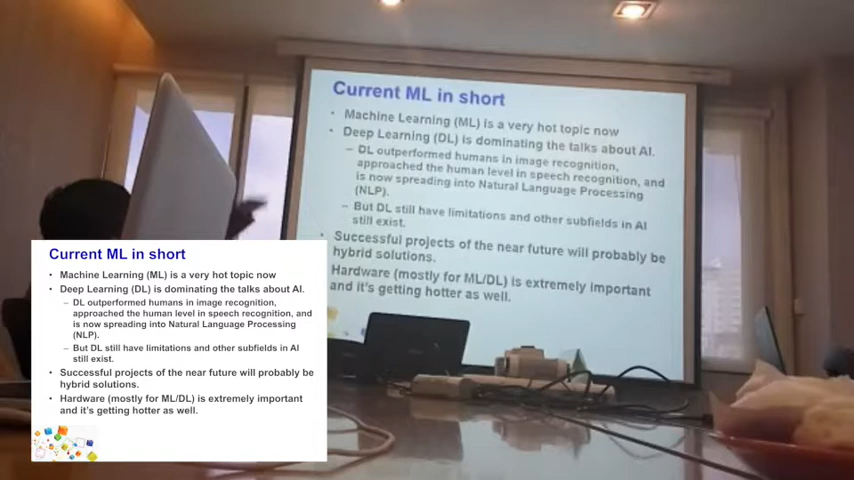 Current ML in short
• Machine Learning (ML) is a very hot topic now
• Deep Learning (DL) is dominating the talks about AI.
– DL outperformed humans in image recognition,
approached the human level in speech recognition, and
is now spreading into Natural Language Processing
(NLP).
– But DL still have limitations and other subfields in AI
still exist.
• Successful projects of the near future will probably be
hybrid solutions.
Hardware (mostly for ML/DL) is extremely important
and it's getting hotter as well.
Current ML in short
• Machine Learning (ML) is a very hot topic now
• Deep Learning (DL) is dominating the talks about AI.
– DL outperformed humans in image recognition,
approached the human level in speech recognition, and
is now spreading into Natural Language Processing
(NLP).
– But DL still have limitations and other subfields in AI
still exist.
• Successful projects of the near future will probably be
hybrid solutions.
• Hardware (mostly for ML/DL) is extremely important
and it's getting hotter as well.